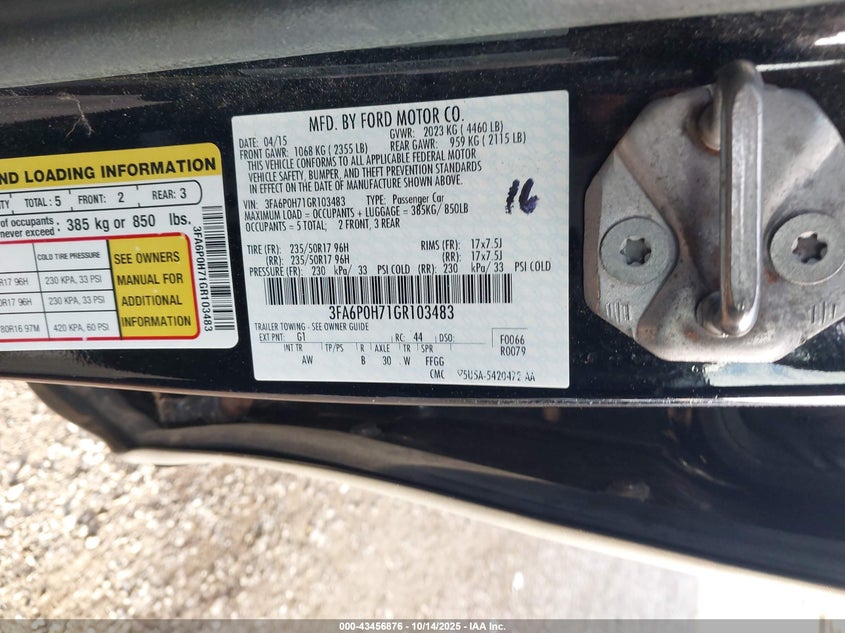 ND LOADING INFORMATION
TOTAL: 5 FRONT: 2 REAR: 3
of occupants: 385 kg or 850 lbs.
never exceed:
COLD TIRE PRESSURE
0R17 96H 230 KPA, 33 PSI
0R17 96H 230 KPA, 33 PSI
80R16 97M 420 KPA, 60 PSI
SEE OWNERS
MANUAL FOR
ADDITIONAL
INFORMATION
3FA6P0H71GR103483
MFD. BY FORD MOTOR CO.
DATE: 04/15 GVWR: 2023 KG ( 4460 LB)
FRONT GAWR: 1068 KG ( 2355 LB) REAR GAWR: 959 KG ( 2115 LB)
THIS VEHICLE CONFORMS TO ALL APPLICABLE FEDERAL MOTOR
VEHICLE SAFETY, BUMPER, AND THEFT PREVENTION STANDARDS
IN EFFECT ON THE DATE OF MANUFACTURE SHOWN ABOVE.
VIN: 3FA6P0H71GR103483 TYPE: Passenger Car
MAXIMUM LOAD = OCCUPANTS + LUGGAGE = 385KG/ 850LB
OCCUPANTS = 5 TOTAL; 2 FRONT, 3 REAR
16
TIRE (FR): 235/50R17 96H RIMS (FR): 17x7.5J
(RR): 235/50R17 96H (RR): 17x7.5J
PRESSURE (FR): 230 kPa/ 33 PSI COLD (RR): 230 kPa/ 33 PSI COLD
3FA6P0H71GR103483
TRAILER TOWING - SEE OWNER GUIDE
EXT PNT: G1 RC: 44 DSO: F0066
R0079
INT TR TP/PS R AXLE TR SPR
AW B 30 W FFGG
CMC
000-43456876 - 10/14/2025 - IAA Inc.